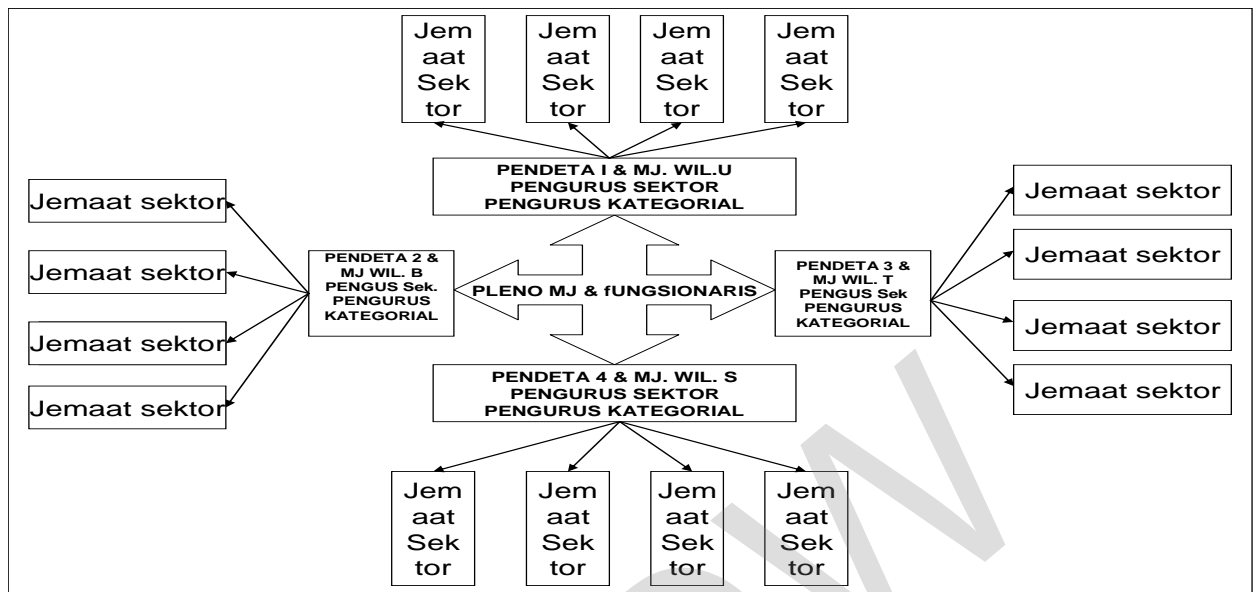 Jem
aat
Sek
tor
Jem
aat
Sek
tor
Jem
aat
Sek
tor
Jem
aat
Sek
tor
PENDETA I & MJ. WIL.U
PENGURUS SEKTOR
PENGURUS KATEGORIAL
Jemaat sektor
Jemaat sektor
Jemaat sektor
Jemaat sektor
PENDETA 2 &
MJ WIL. B
PENGUS Sek.
PENGURUS
KATEGORIAL
PLENO MJ & fUNGSIONARIS
PENDETA 3 &
MJ WIL. T
PENGUS Sek
PENGURUS
KATEGORIAL
Jemaat sektor
Jemaat sektor
Jemaat sektor
Jemaat sektor
PENDETA 4 & MJ. WIL. S
PENGURUS SEKTOR
PENGURUS KATEGORIAL
Jem
aat
Sek
tor
Jem
aat
Sek
tor
Jem
aat
Sek
tor
Jem
aat
Sek
tor